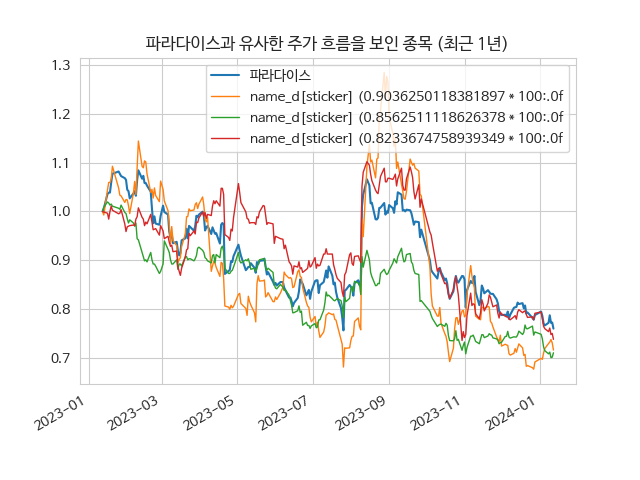 파라다이스과 유사한 주가 흐름을 보인 종목 (최근 1년)
1.3
1.2
1.1
1.0
0.9
0.8
0.7
파라다이스
name_d[sticker] (0.9036250118381897 * 100:.0f
name_d[sticker] (0.8562511118626378 * 100:.0f
name_d[sticker] (0.8233674758939349 * 100:.0f
2023-01
2023-03
2023-05
2023-07
2023-09
2023-11
2024-01